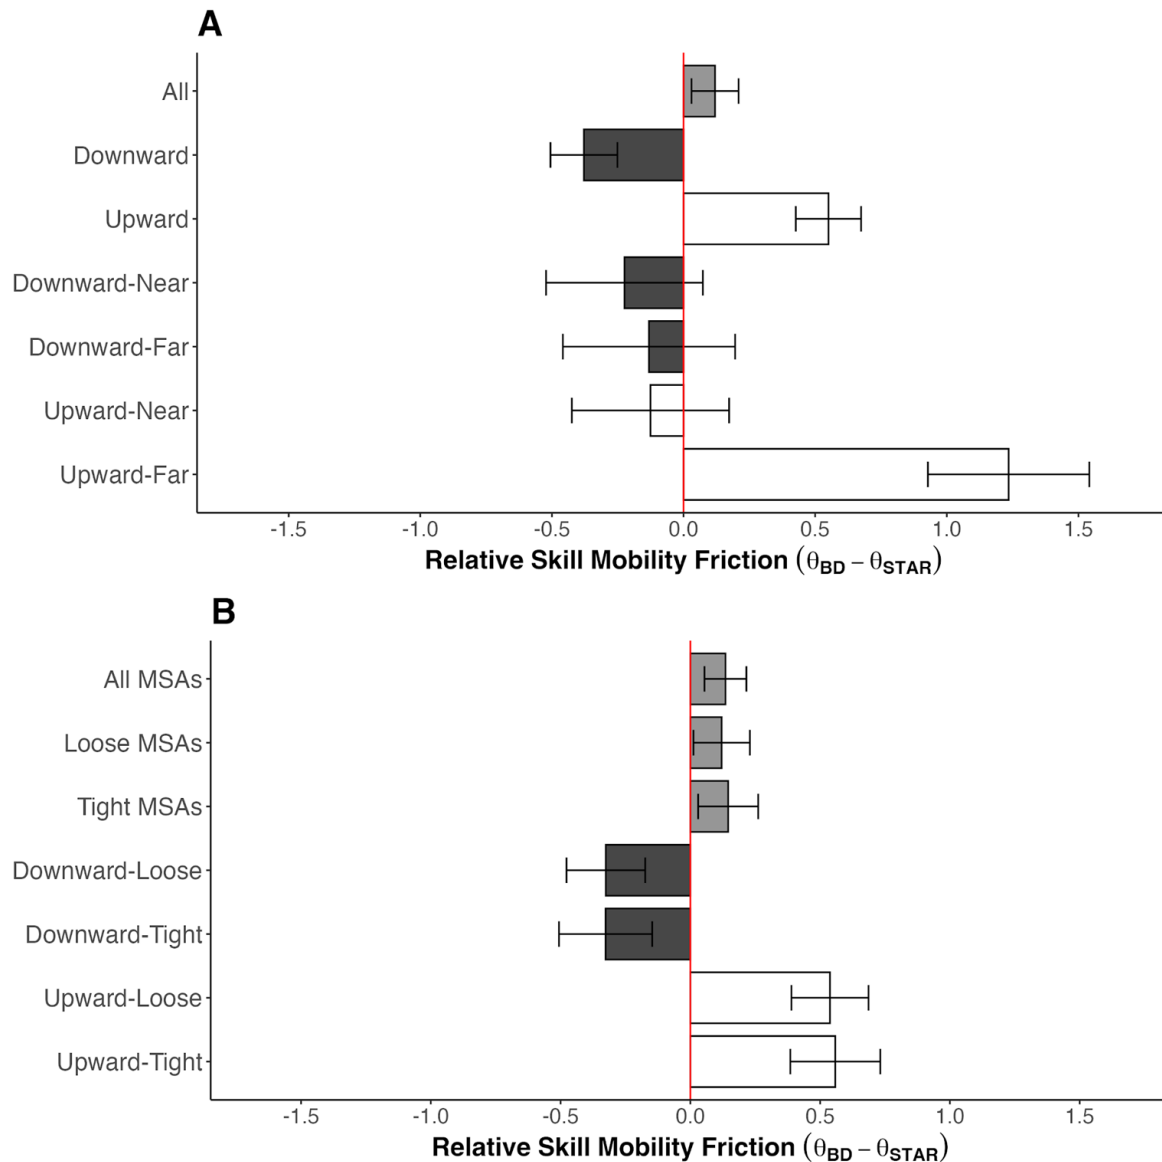 A
All
Downward
Upward
Downward-Near
Downward-Far
Upward-Near
Upward-Far
-1.5 -1.0 -0.5 0.0 0.5 1.0 1.5
Relative Skill Mobility Friction (θBD − θSTAR)
B
All MSAs
Loose MSAs
Tight MSAs
Downward-Loose
Downward-Tight
Upward-Loose
Upward-Tight
-1.5 -1.0 -0.5 0.0 0.5 1.0 1.5
Relative Skill Mobility Friction (θBD − θSTAR)